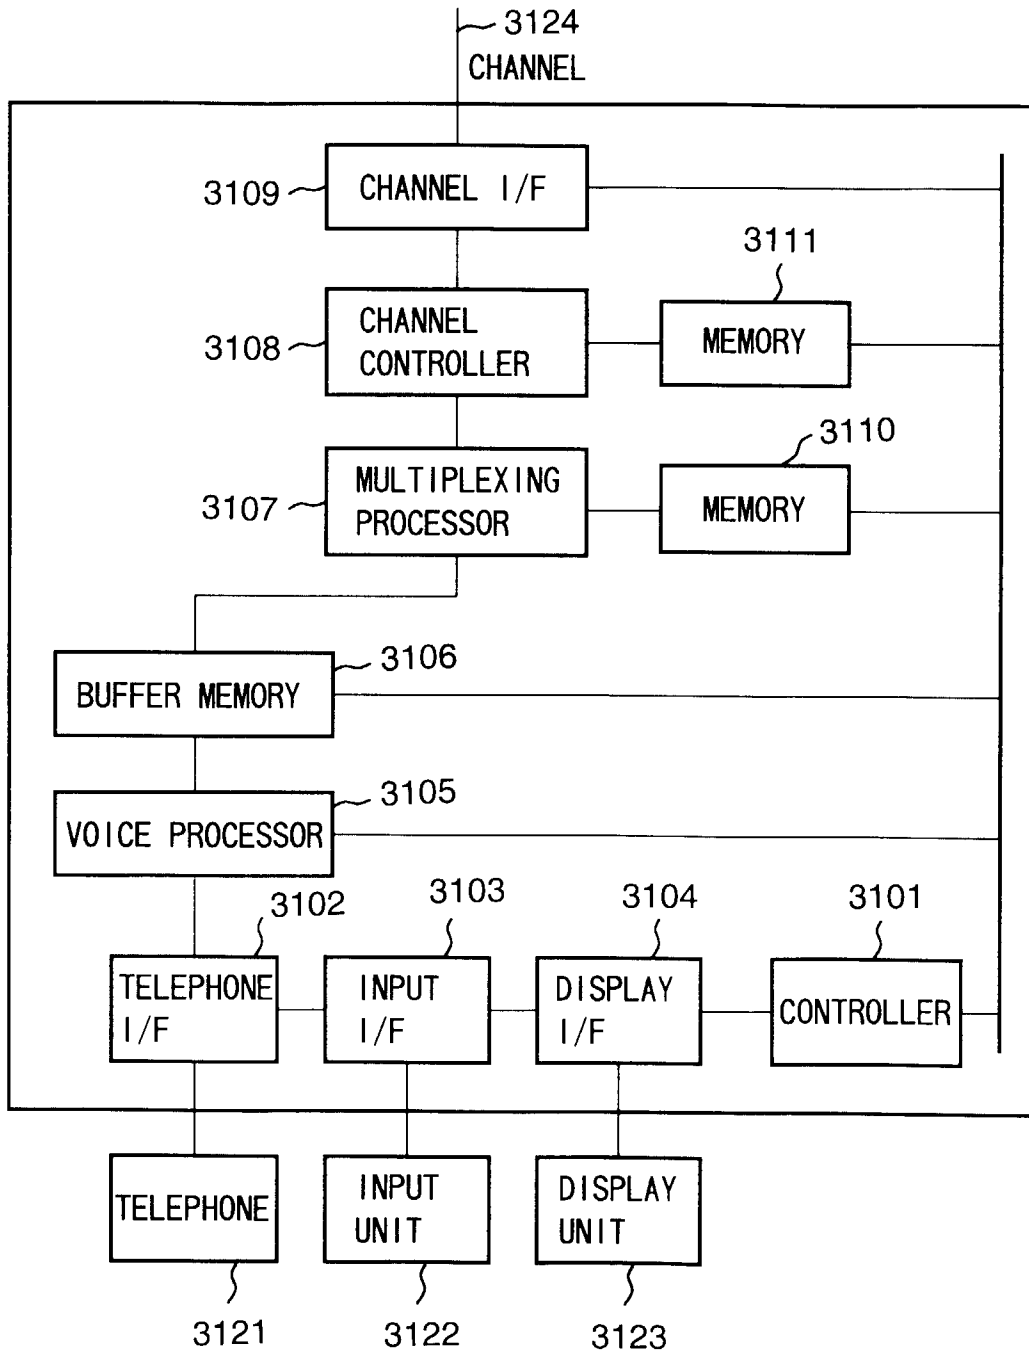 3124
CHANNEL
3109
CHANNEL I/F
3111
3108
CHANNEL
CONTROLLER
MEMORY
3110
3107
MULTIPLEXING
PROCESSOR
MEMORY
3106
BUFFER MEMORY
3105
VOICE PROCESSOR
3102
3103
3104
3101
TELEPHONE
I/F
INPUT
I/F
DISPLAY
I/F
CONTROLLER
TELEPHONE
INPUT
UNIT
DISPLAY
UNIT
3121
3122
3123